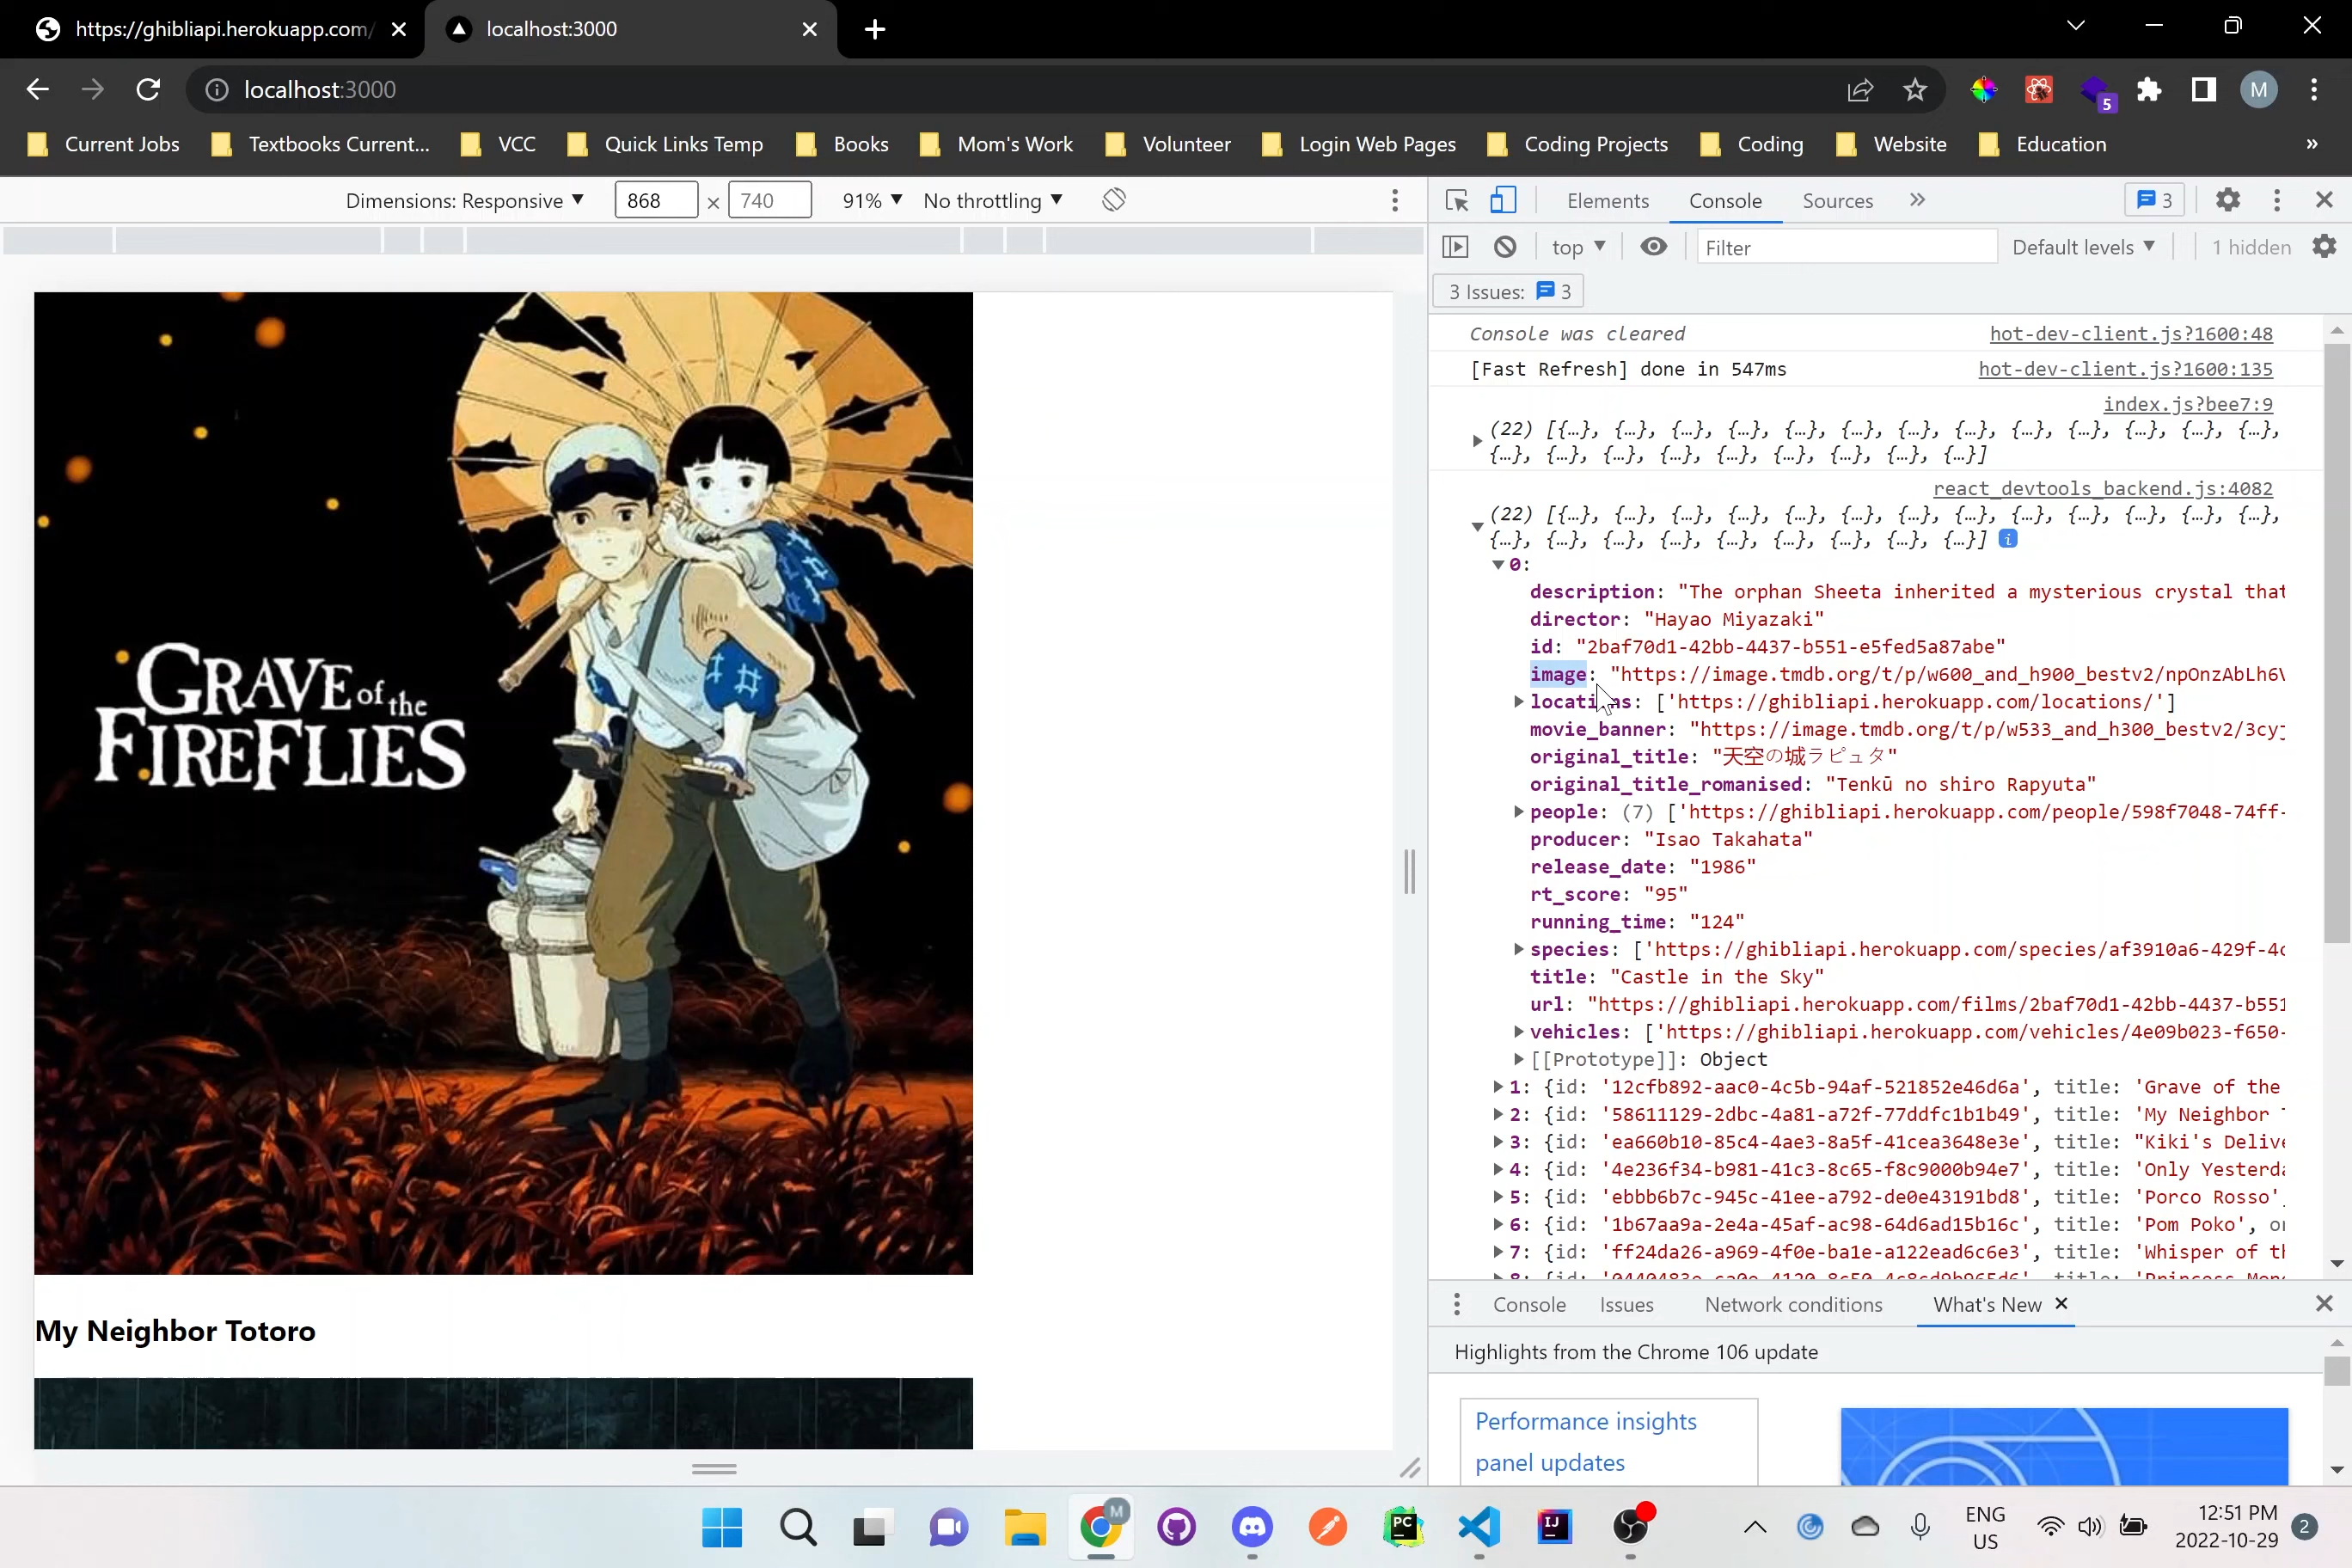 https://ghibliapi.herokuapp.com/
localhost:3000
localhost:3000
M
5
Current Jobs
Textbooks Current...
VCC
Quick Links Temp
Books
Mom's Work
Volunteer
Login Web Pages
Coding Projects
Coding
Website
Education
»
Dimensions: Responsive
868
×
740
91%
No throttling
Elements
Console
Sources
»
3
top
Filter
Default levels
1 hidden
3 Issues:
3
Console was cleared
hot-dev-client.js?1600:48
[Fast Refresh] done in 547ms
hot-dev-client.js?1600:135
index.js?bee7:9
(22) [{…}, {…}, {…}, {…}, {…}, {…}, {…}, {…}, {…}, {…}, {…}, {…}, {…},
{…}, {…}, {…}, {…}, {…}, {…}, {…}, {…}, {…}]
react_devtools_backend.js:4082
(22) [{…}, {…}, {…}, {…}, {…}, {…}, {…}, {…}, {…}, {…}, {…}, {…}, {…},
{…}, {…}, {…}, {…}, {…}, {…}, {…}, {…}, {…}] i
0:
description: "The orphan Sheeta inherited a mysterious crystal that
director: "Hayao Miyazaki"
id: "2baf70d1-42bb-4437-b551-e5fed5a87abe"
image: "https://image.tmdb.org/t/p/w600_and_h900_bestv2/npOnzAbLh6V
locations: ['https://ghibliapi.herokuapp.com/locations/']
movie_banner: "https://image.tmdb.org/t/p/w533_and_h300_bestv2/3cyj
original_title: "天空の城ラピュタ"
original_title_romanised: "Tenkū no shiro Rapyuta"
people: (7) ['https://ghibliapi.herokuapp.com/people/598f7048-74ff-
producer: "Isao Takahata"
release_date: "1986"
rt_score: "95"
running_time: "124"
species: ['https://ghibliapi.herokuapp.com/species/af3910a6-429f-4c
title: "Castle in the Sky"
url: "https://ghibliapi.herokuapp.com/films/2baf70d1-42bb-4437-b551
vehicles: ['https://ghibliapi.herokuapp.com/vehicles/4e09b023-f650-
[[Prototype]]: Object
1: {id: '12cfb892-aac0-4c5b-94af-521852e46d6a', title: 'Grave of the
2: {id: '58611129-2dbc-4a81-a72f-77ddfc1b1b49', title: 'My Neighbor
3: {id: 'ea660b10-85c4-4ae3-8a5f-41cea3648e3e', title: "Kiki's Delive
4: {id: '4e236f34-b981-41c3-8c65-f8c9000b94e7', title: 'Only Yesterda
5: {id: 'ebbb6b7c-945c-41ee-a792-de0e43191bd8', title: 'Porco Rosso'
6: {id: '1b67aa9a-2e4a-45af-ac98-64d6ad15b16c', title: 'Pom Poko', or
7: {id: 'ff24da26-a969-4f0e-ba1e-a122ead6c6e3', title: 'Whisper of th
GRAVE of the
FIREFLIES
My Neighbor Totoro
Console
Issues
Network conditions
What's New
Highlights from the Chrome 106 update
Performance insights
panel updates
M
PC
IJ
ENG
US
12:51 PM
2022-10-29
2